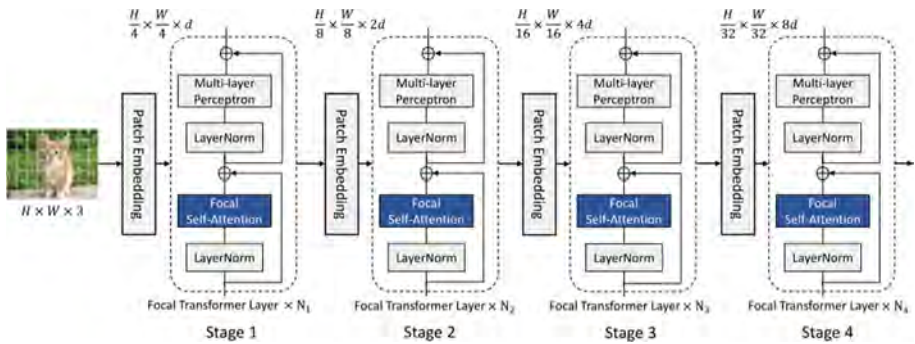 H/4 × W/4 × d
H/8 × W/8 × 2d
H/16 × W/16 × 4d
H/32 × W/32 × 8d
H × W × 3
Patch Embedding
Multi-layer
Perceptron
LayerNorm
Focal
Self-Attention
LayerNorm
Focal Transformer Layer × N₁
Stage 1
Patch Embedding
Multi-layer
Perceptron
LayerNorm
Focal
Self-Attention
LayerNorm
Focal Transformer Layer × N₂
Stage 2
Patch Embedding
Multi-layer
Perceptron
LayerNorm
Focal
Self-Attention
LayerNorm
Focal Transformer Layer × N₃
Stage 3
Patch Embedding
Multi-layer
Perceptron
LayerNorm
Focal
Self-Attention
LayerNorm
Focal Transformer Layer × N₄
Stage 4